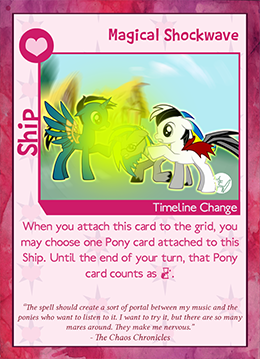 Magical Shockwave
Ship
Timeline Change
When you attach this card to the grid, you
may choose one Pony card attached to this
Ship. Until the end of your turn, that Pony
card counts as .
"The spell should create a sort of portal between my music and the
ponies who want to listen to it. I want to try it, but there are so many
mares around. They make me nervous."
- The Chaos Chronicles